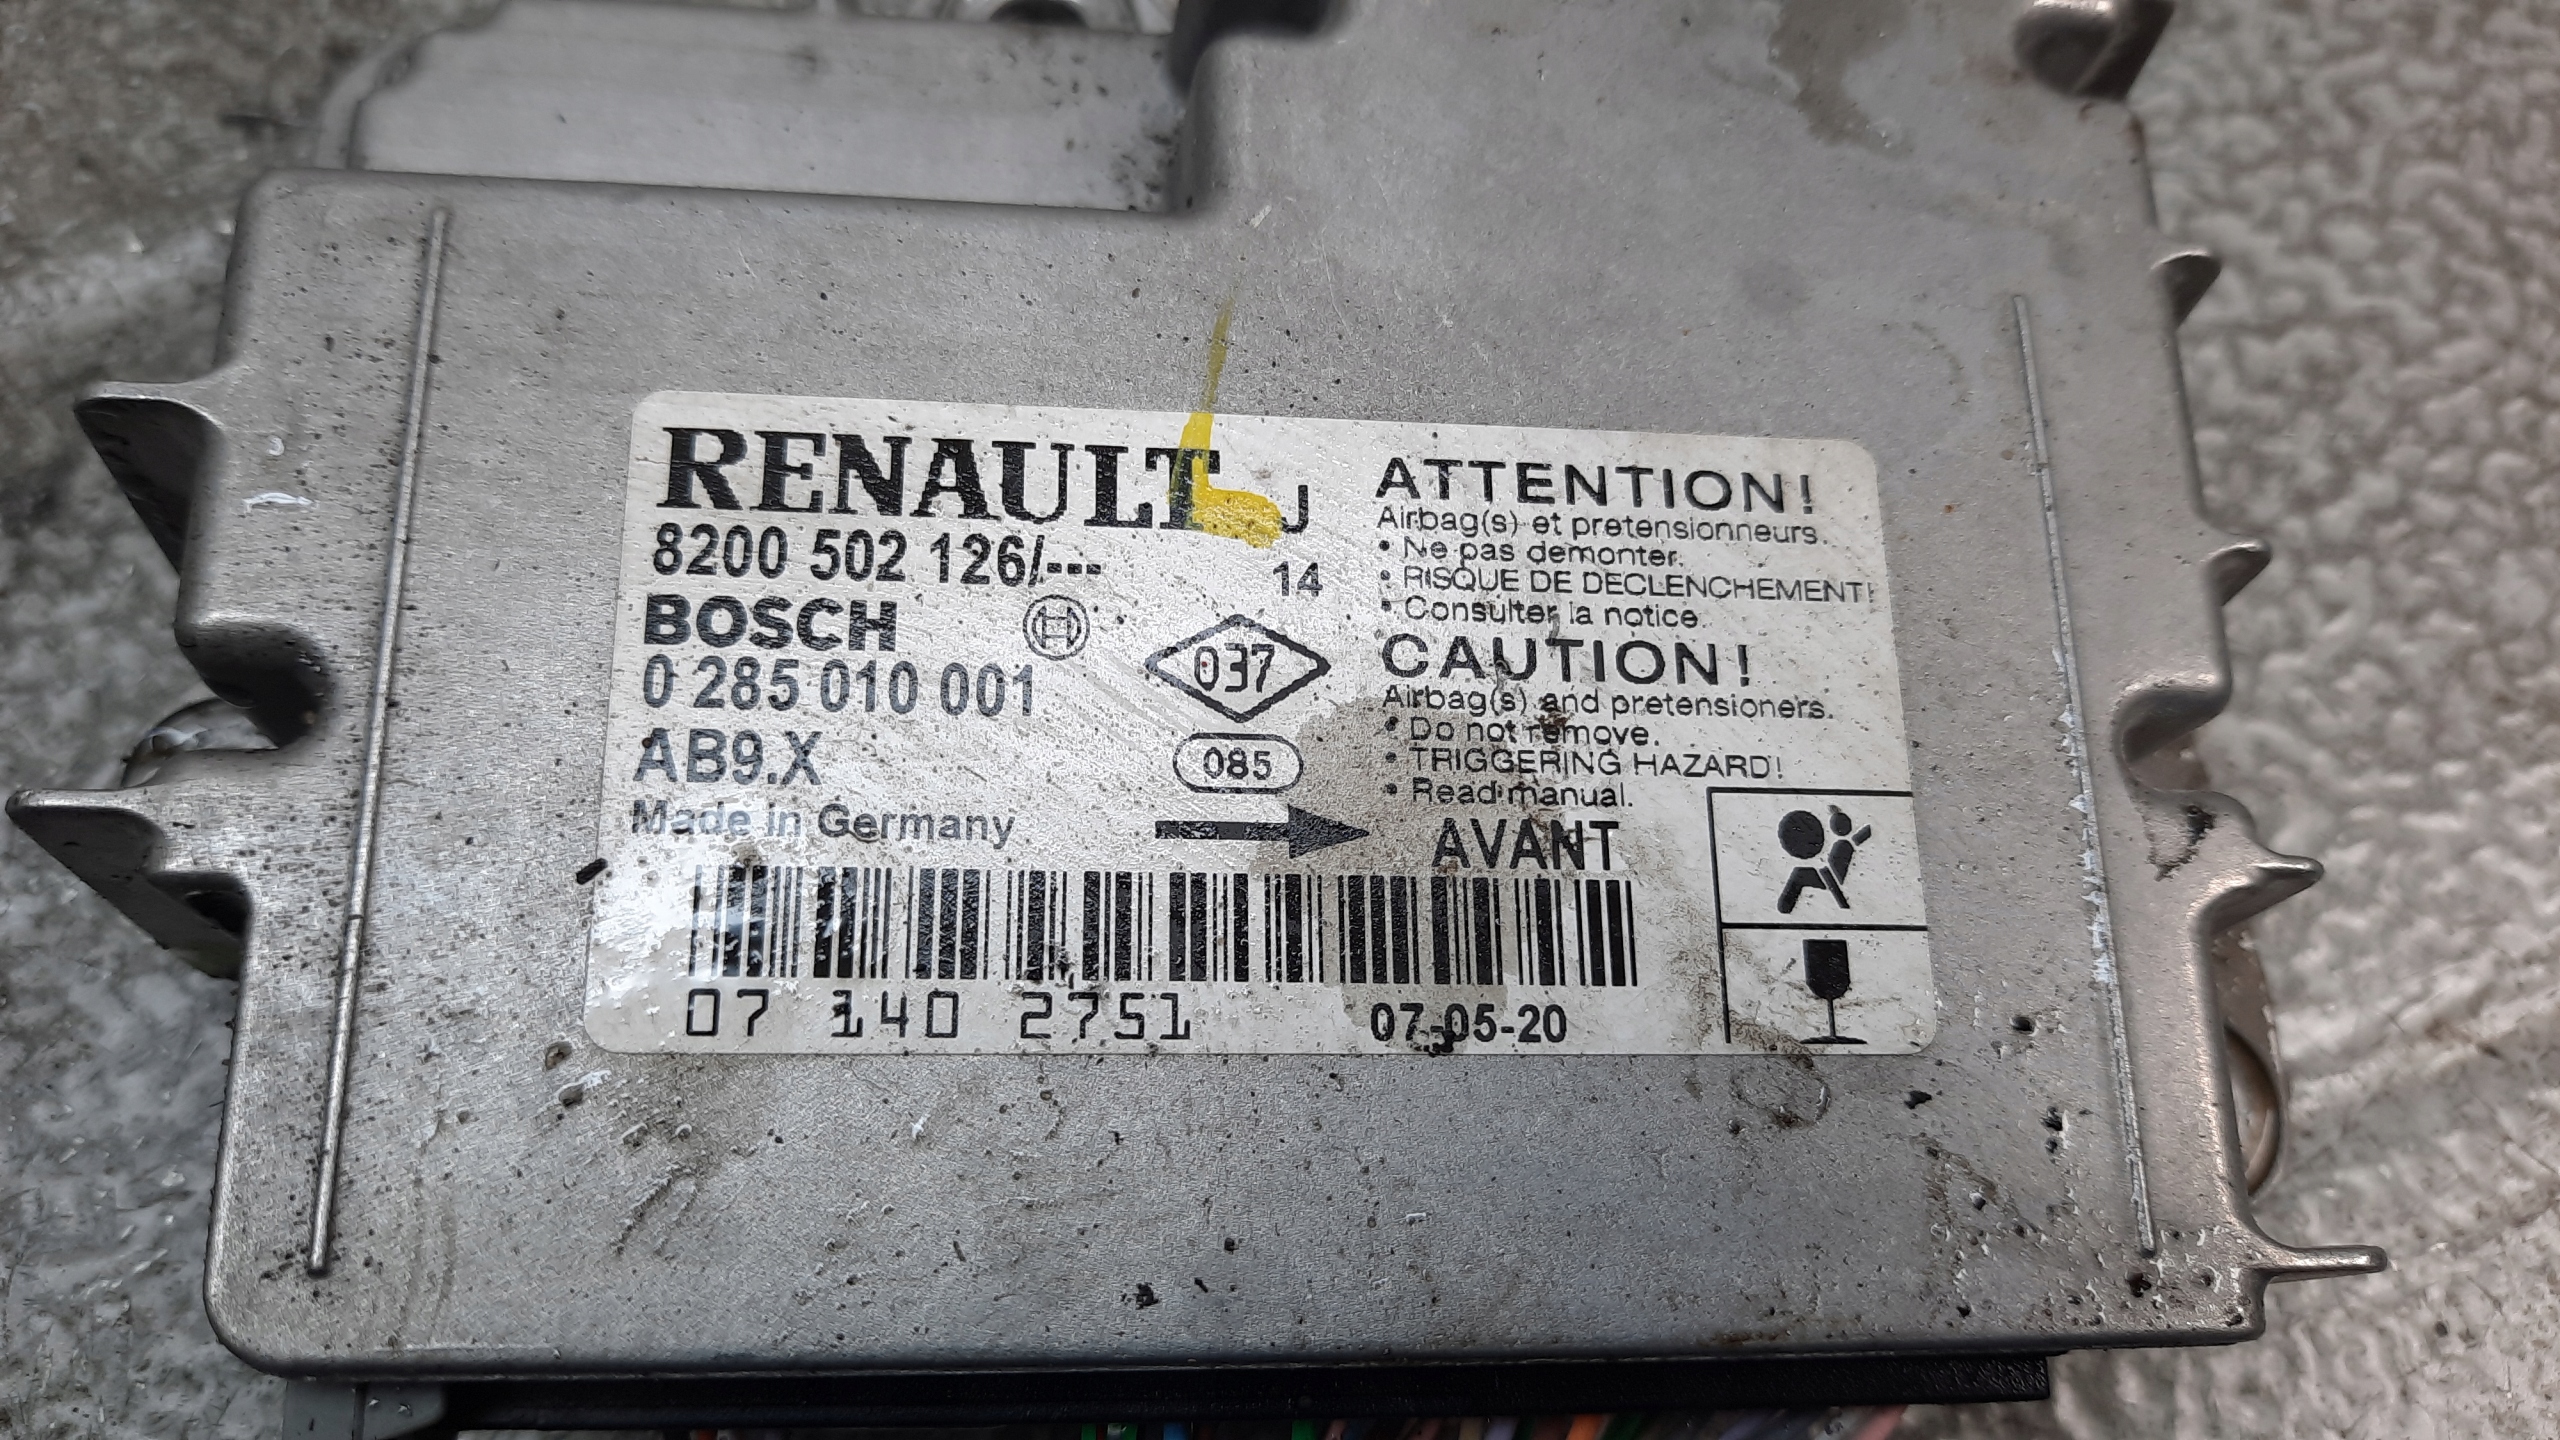 RENAULT J
8200 502 126/---
14
BOSCH
0 285 010 001
037
AB9.X
085
Made in Germany
ATTENTION!
Airbag(s) et pretensionneurs.
• Ne pas demonter.
• RISQUE DE DECLENCHEMENT!
• Consulter la notice.
CAUTION!
Airbag(s) and pretensioners.
• Do not remove.
• TRIGGERING HAZARD!
• Read manual.
AVANT
07 140 2751
07-05-20